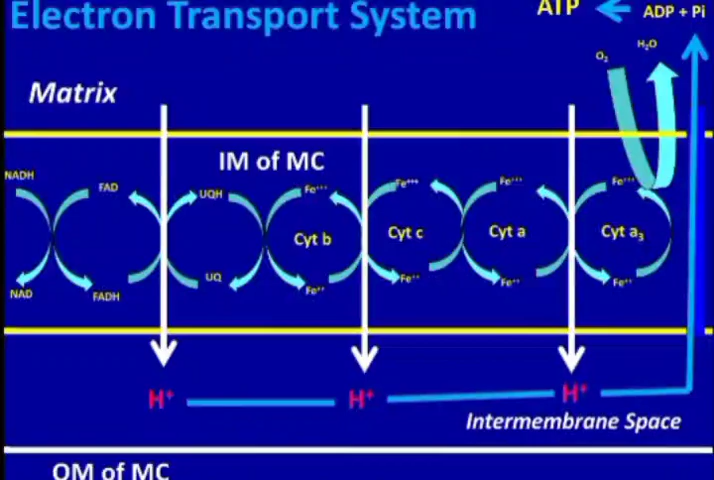 Electron Transport System
ATP
ADP + Pi
O₂
H₂O
Matrix
IM of MC
NADH
FAD
UQH
Fe⁺⁺⁺
Fe⁺⁺⁺
Fe⁺⁺⁺
Fe⁺⁺⁺
Cyt b
Cyt c
Cyt a
Cyt a₃
NAD
FADH
UQ
Fe⁺⁺
Fe⁺⁺
Fe⁺⁺
Fe⁺⁺
H⁺
H⁺
H⁺
Intermembrane Space
OM of MC